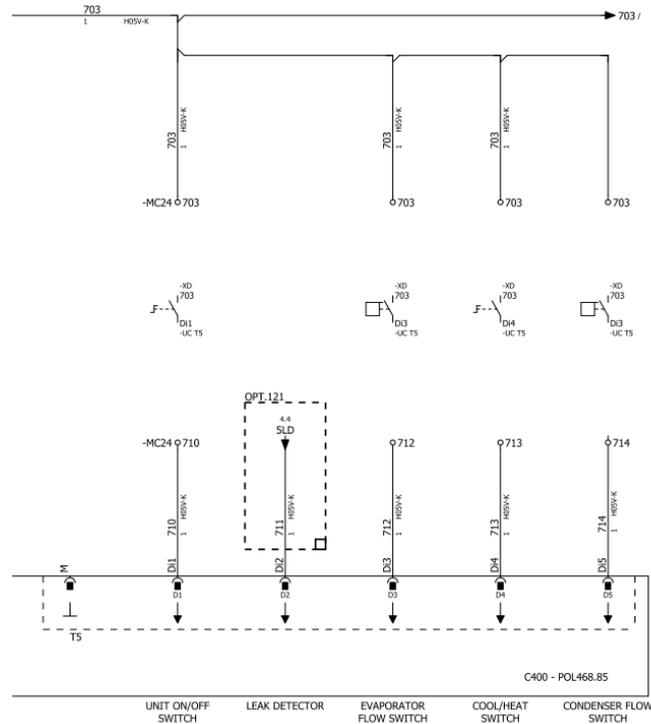 703
1 H05V-K
703 /
703
1 H05V-K
703
1 H05V-K
703
1 H05V-K
-MC24 703
703
703
703
-XD
703
Di1
-UC T5
-XD
703
Di3
-UC T5
-XD
703
Di4
-UC T5
-XD
703
Di3
-UC T5
OPT.121
4.4
5LD
-MC24 710
712
713
714
710
1 H05V-K
711
1 H05V-K
712
1 H05V-K
713
1 H05V-K
714
1 H05V-K
M
Di1
Di2
Di3
Di4
Di5
D1
D2
D3
D4
D5
T5
C400 - POL468.85
UNIT ON/OFF
SWITCH
LEAK DETECTOR
EVAPORATOR
FLOW SWITCH
COOL/HEAT
SWITCH
CONDENSER FLOW
SWITCH